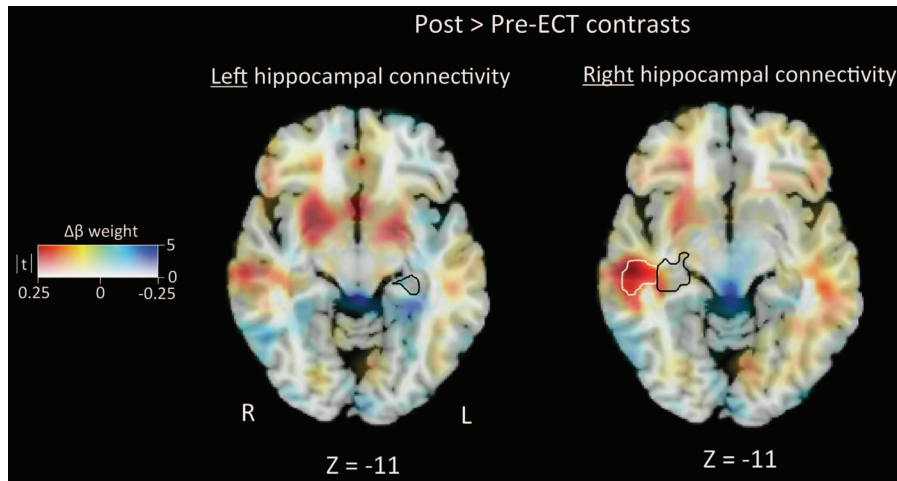 Post > Pre-ECT contrasts
Left hippocampal connectivity
Right hippocampal connectivity
Δβ weight
|t|
5
0
0.25
0
-0.25
R
L
Z = -11
Z = -11